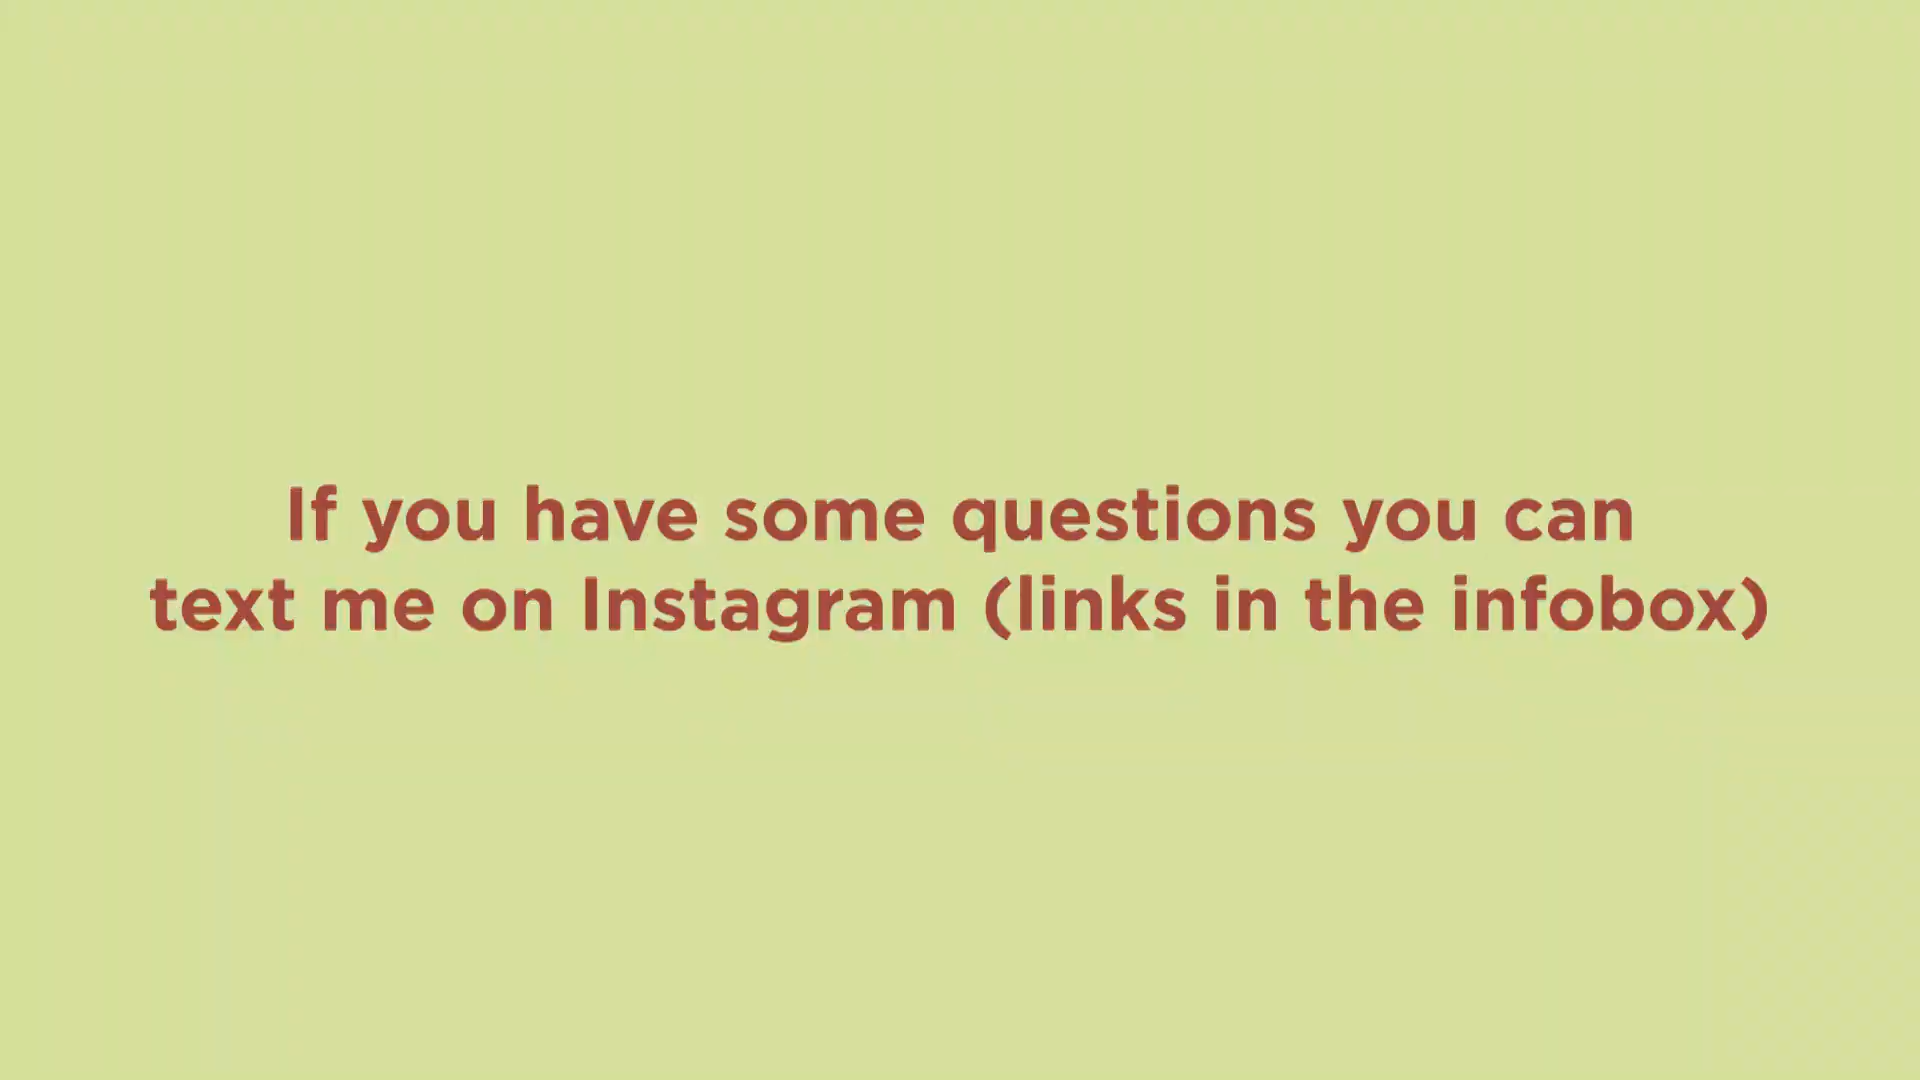 If you have some questions you can
text me on Instagram (links in the infobox)